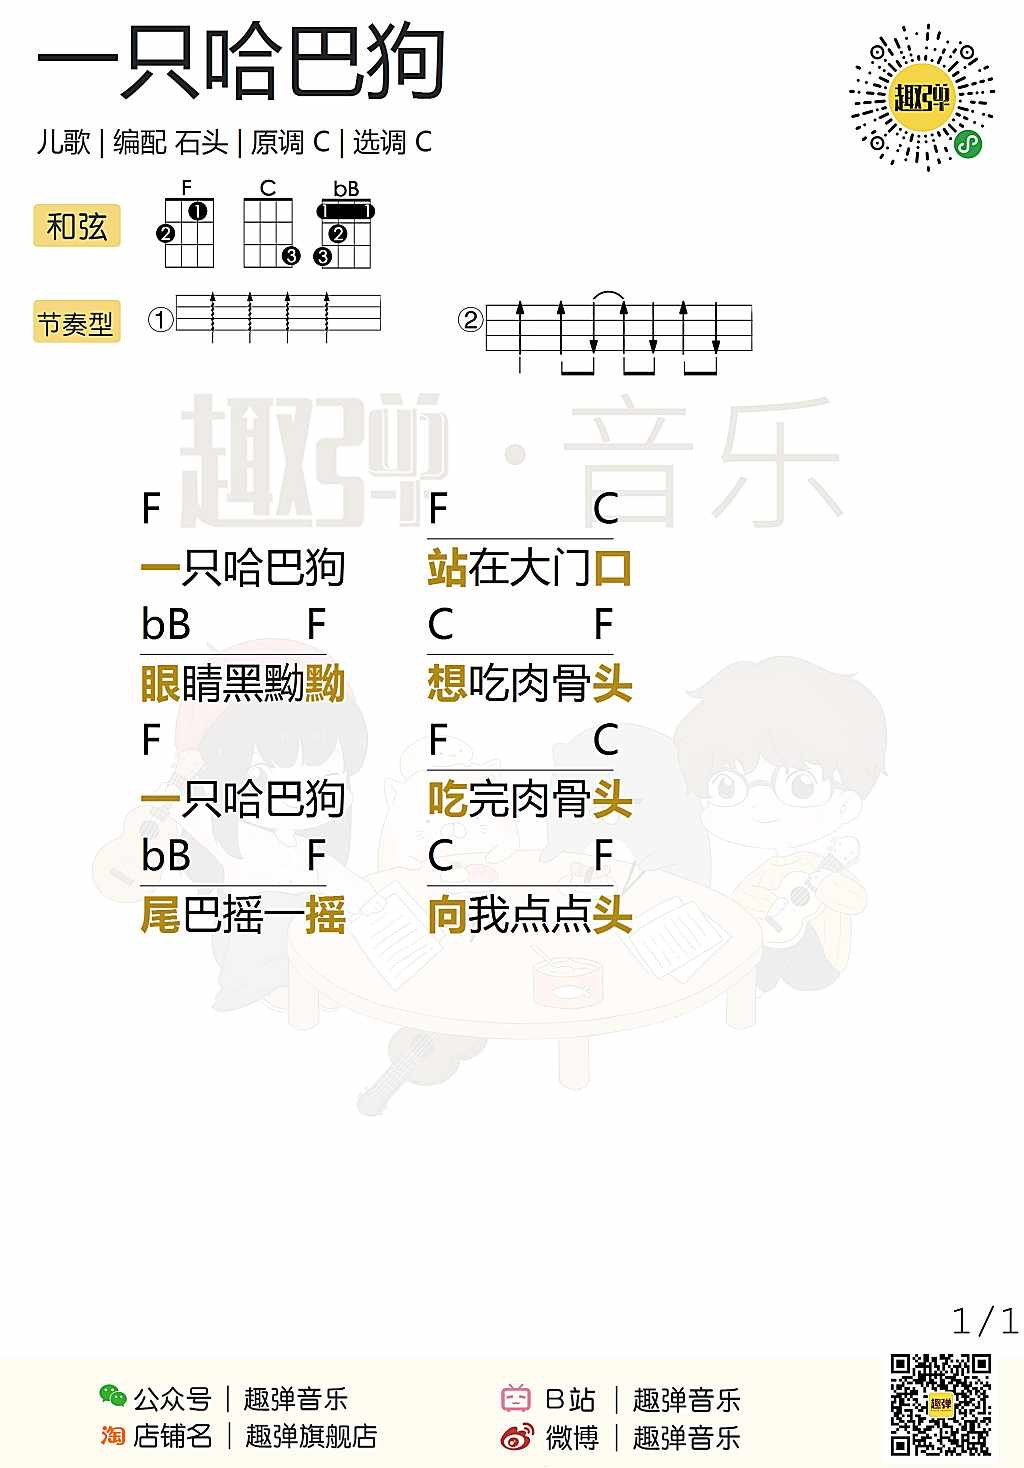 一只哈巴狗
趣弹
儿歌 | 编配 石头 | 原调 C | 选调 C
F C bB
和弦
1 2 3 1 1 2 3
节奏型 ① ②
趣弹·音乐
F F C
一只哈巴狗 站在大门口
bB F C F
眼睛黑黝黝 想吃肉骨头
F F C
一只哈巴狗 吃完肉骨头
bB F C F
尾巴摇一摇 向我点点头
1/1
公众号 | 趣弹音乐 B站 | 趣弹音乐
淘 店铺名 | 趣弹旗舰店 微博 | 趣弹音乐
趣弹